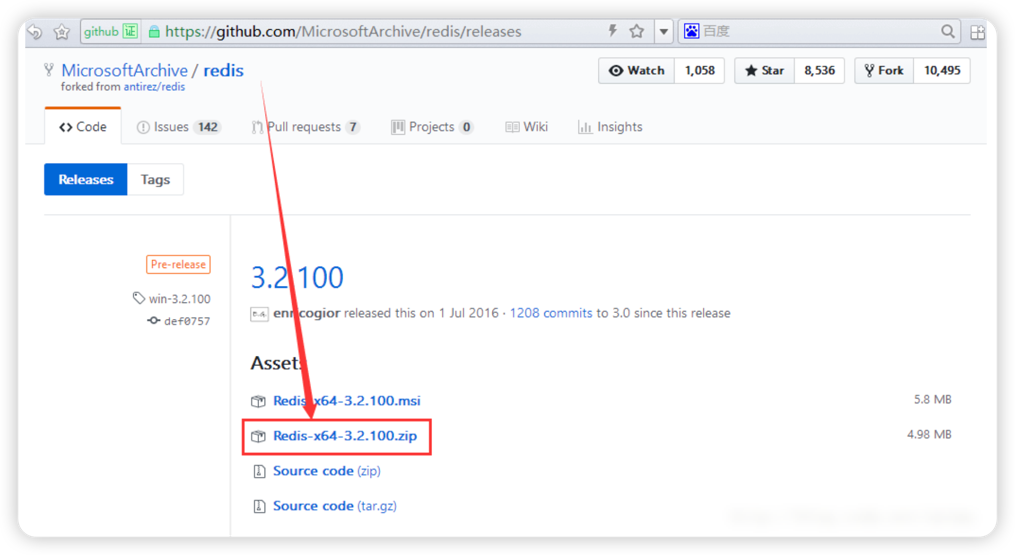 github 证 https://github.com/MicrosoftArchive/redis/releases 百度
MicrosoftArchive / redis
forked from antirez/redis
Watch 1,058 Star 8,536 Fork 10,495
Code Issues 142 Pull requests 7 Projects 0 Wiki Insights
Releases Tags
Pre-release
3.2.100
win-3.2.100
enricogior released this on 1 Jul 2016 · 1208 commits to 3.0 since this release
def0757
Assets
Redis-x64-3.2.100.msi 5.8 MB
Redis-x64-3.2.100.zip 4.98 MB
Source code (zip)
Source code (tar.gz)